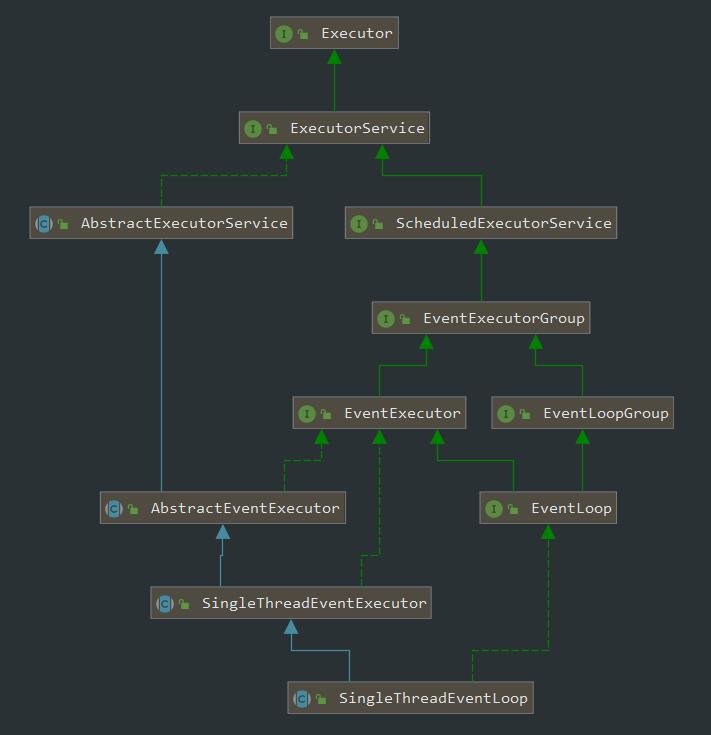 I Executor
I ExecutorService
C AbstractExecutorService
I ScheduledExecutorService
I EventExecutorGroup
I EventExecutor
I EventLoopGroup
C AbstractEventExecutor
I EventLoop
C SingleThreadEventExecutor
C SingleThreadEventLoop